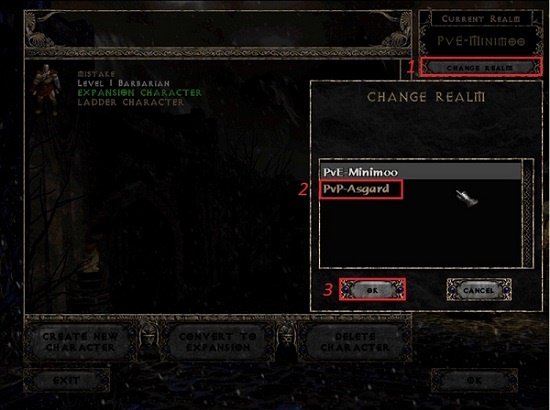 CURRENT REALM
PVE-MINIMOO
1
CHANGE REALM
MISTAKE
LEVEL 1 BARBARIAN
EXPANSION CHARACTER
LADDER CHARACTER
CHANGE REALM
PvE-Minimoo
2
PvP-Asgard
3
OK
CANCEL
CREATE NEW
CHARACTER
CONVERT TO
EXPANSION
DELETE
CHARACTER
EXIT
OK